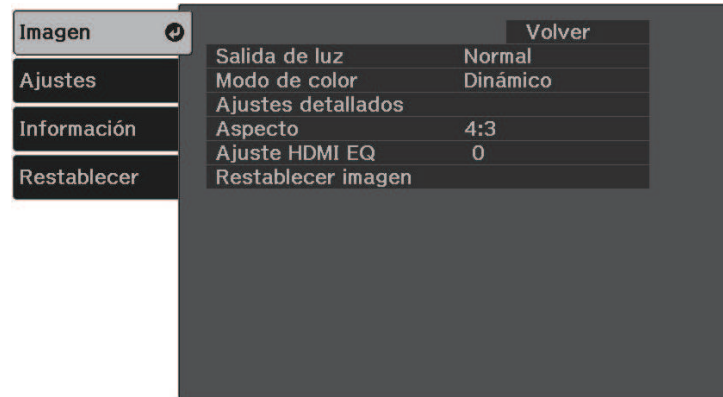 Imagen
Ajustes
Información
Restablecer
Volver
Salida de luz Normal
Modo de color Dinámico
Ajustes detallados
Aspecto 4:3
Ajuste HDMI EQ 0
Restablecer imagen